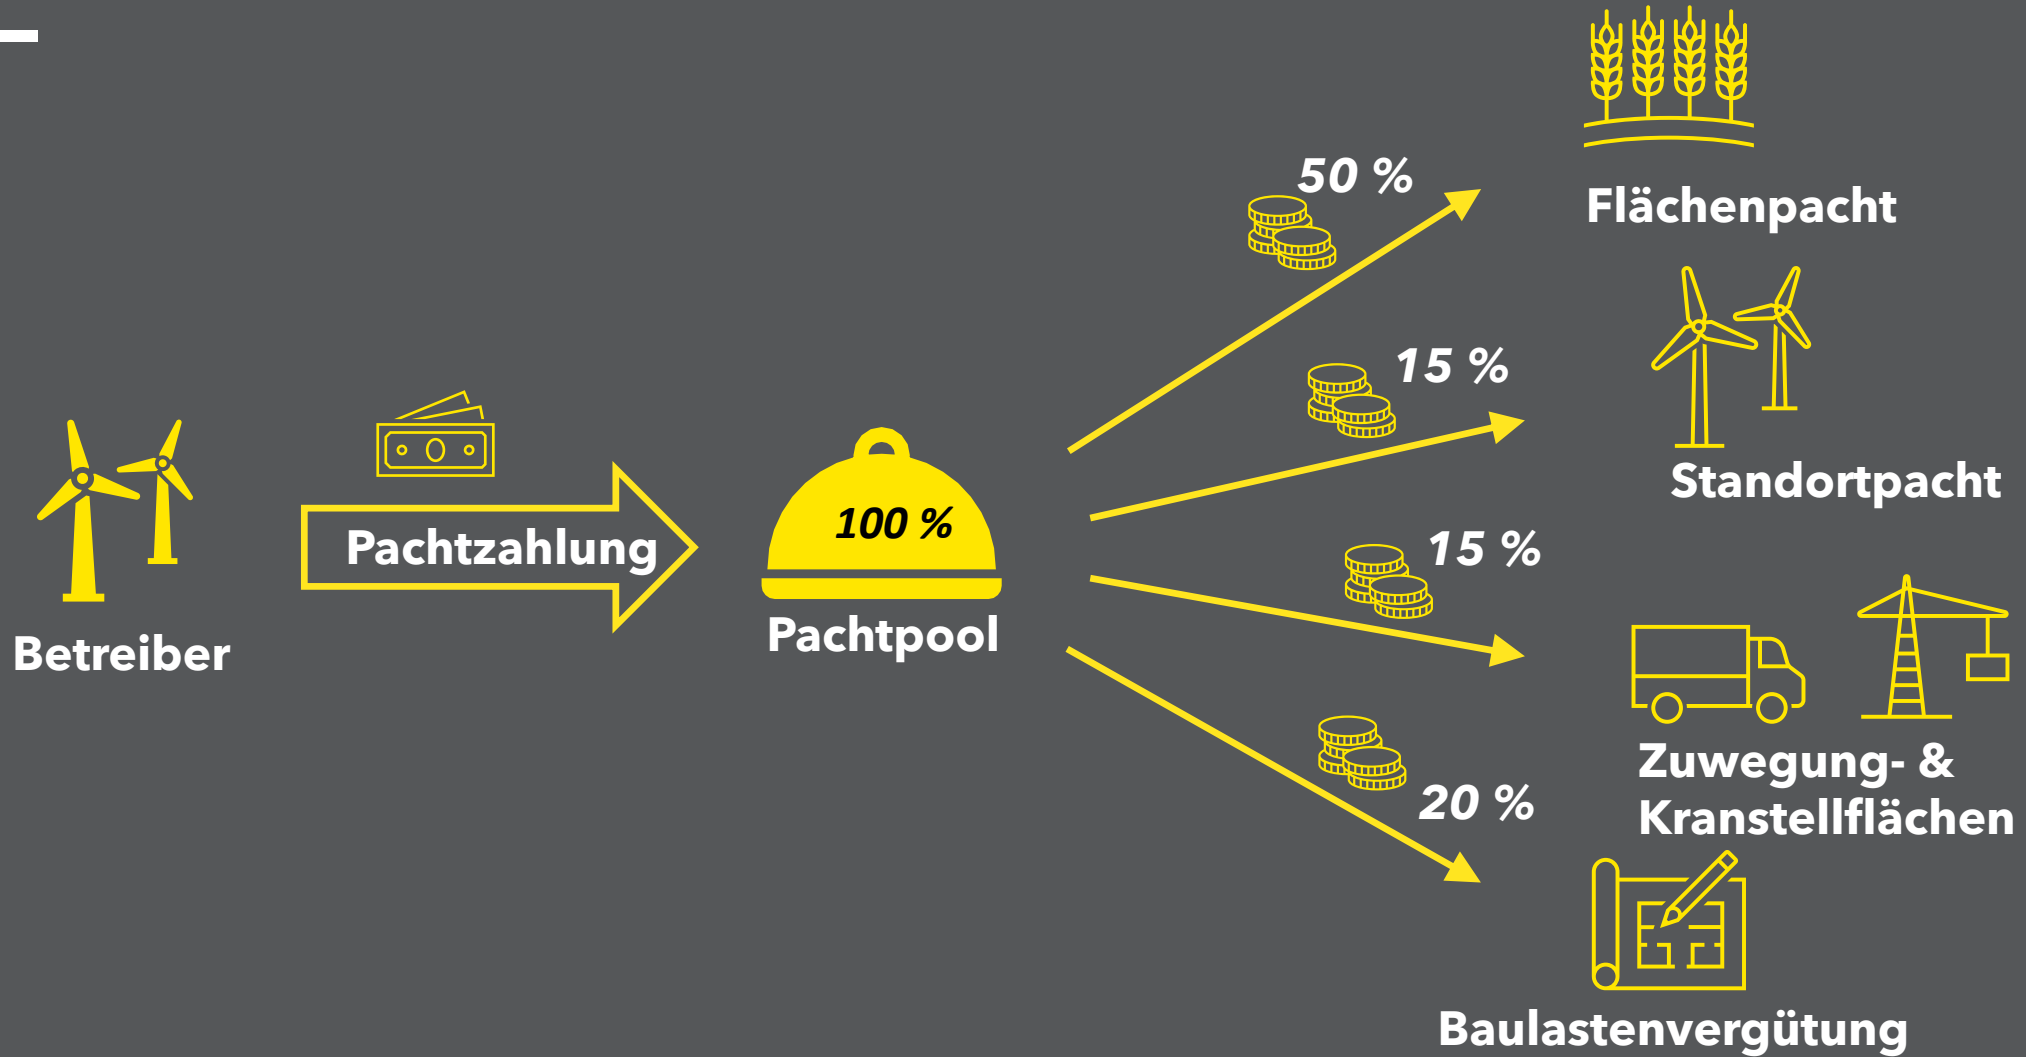 Betreiber
Pachtzahlung
100 %
Pachtpool
50 %
Flächenpacht
15 %
Standortpacht
15 %
Zuwegung- &
Kranstellflächen
20 %
Baulastenvergütung